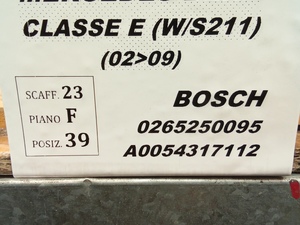 CLASSE E (W/S211)
(02>09)
SCAFF. 23
PIANO F
POSIZ. 39
BOSCH
0265250095
A0054317112